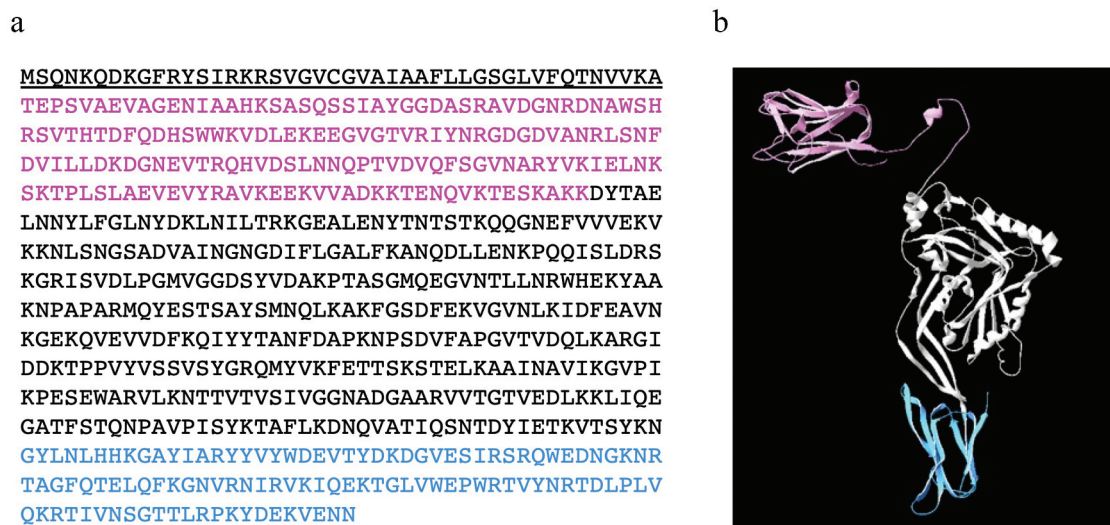 a
b
MSQNKQDKGFRYSIRKRSVGVCGVAIAAFLLGSGLVFQTNVVKA
TEPSVAEVAGENIAAHKSASQSSIAYGGDASRAVDGNRDNAWSH
RSVTHTDFQDHSWWKVDLEKEEGVGTVRIYNRGDGDVANRLSNF
DVILLDKDGNEVTRQHVDSLNNQPTVDVQFSGVNARYVKIELNK
SKTPLSLAEVEVYRAVKEEKVVADKKTENQVKTESKAKKDYTAE
LNNYLFGLNYDKLNILTRKGEALENYTNTSTKQQGNEFVVVEKV
KKNLSNGSADVAINGNGDIFLGALFKANQDLLENKPQQISLDRS
KGRISVDLPGMVGGDSYVDAKPTASGMQEGVNTLLNRWHEKYAA
KNPAPARMQYESTSAYSMNQLKAKFGSDFEKVGVNLKIDFEAVN
KGEKQVEVVDFKQIYYTANFDAPKNPSDVFAPGVTVDQLKARGI
DDKTPPVYVSSVSYGRQMYVKFETTSKSTELKAAINAVIKGVPI
KPESEWARVLKNTTVTVSIVGGNADGAARVVTGTVEDLKKLIQE
GATFSTQNPAVPISYKTAFLKDNQVATIQSNTDYIETKVTSYKN
GYLNLHHKGAYIARYYVYWDEVTYDKDGVESIRSRQWEDNGKNR
TAGFQTELQFKGNVRNIRVKIQEKTGLVWEPWRTVYNRTDLPLV
QKRTIVNSGTTLRPKYDEKVENN